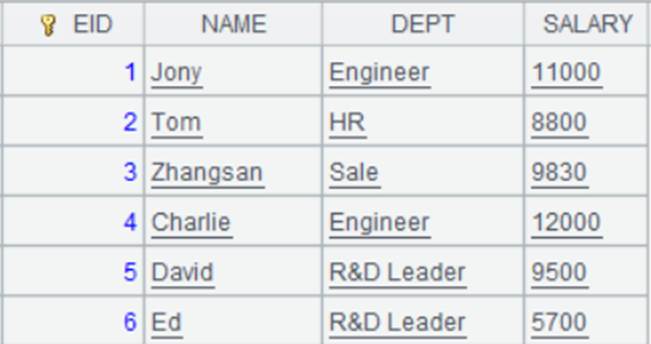 EID NAME DEPT SALARY
1 Jony Engineer 11000
2 Tom HR 8800
3 Zhangsan Sale 9830
4 Charlie Engineer 12000
5 David R&D Leader 9500
6 Ed R&D Leader 5700